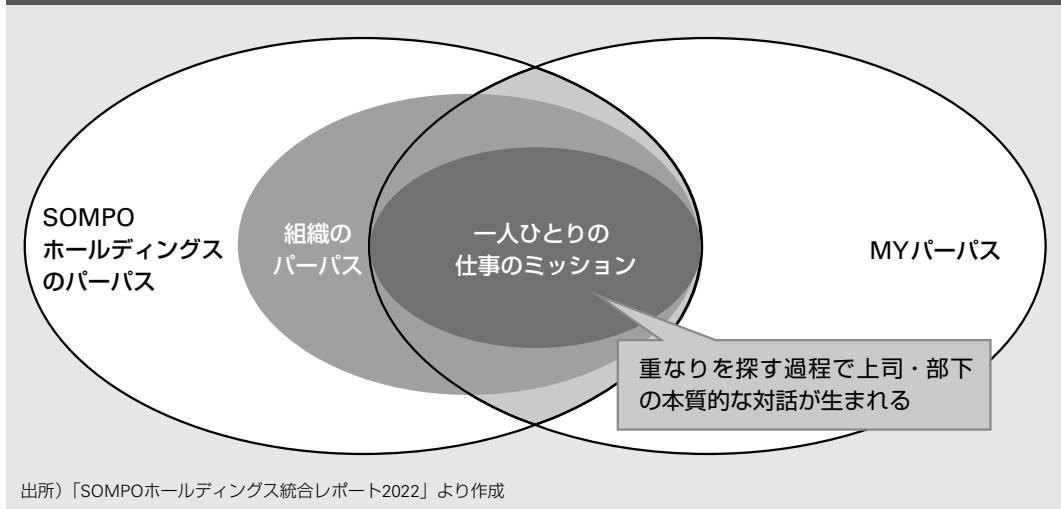 SOMPO
ホールディングス
のパーパス
組織の
パーパス
一人ひとりの
仕事のミッション
MYパーパス
重なりを探す過程で上司・部下
の本質的な対話が生まれる
出所）「SOMPOホールディングス統合レポート2022」より作成